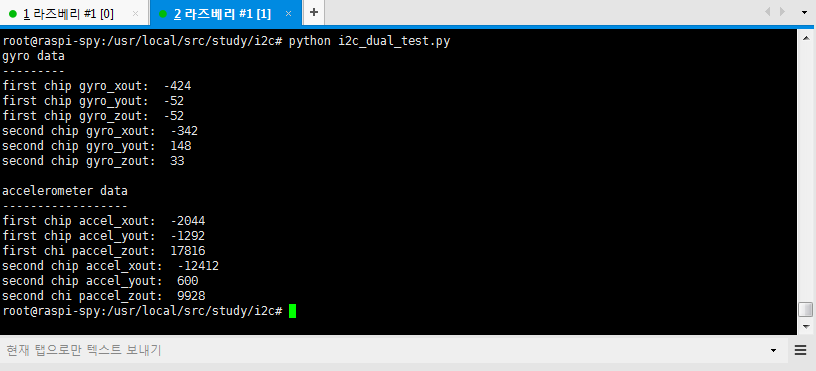 1 라즈베리 #1 [0] × 2 라즈베리 #1 [1] × +
root@raspi-spy:/usr/local/src/study/i2c# python i2c_dual_test.py
gyro data
---------
first chip gyro_xout:  -424
first chip gyro_yout:  -52
first chip gyro_zout:  -52
second chip gyro_xout:  -342
second chip gyro_yout:  148
second chip gyro_zout:  33
accelerometer data
------------------
first chip accel_xout:  -2044
first chip accel_yout:  -1292
first chi paccel_zout:  17816
second chip accel_xout:  -12412
second chip accel_yout:  600
second chi paccel_zout:  9928
root@raspi-spy:/usr/local/src/study/i2c#
현재 탭으로만 텍스트 보내기